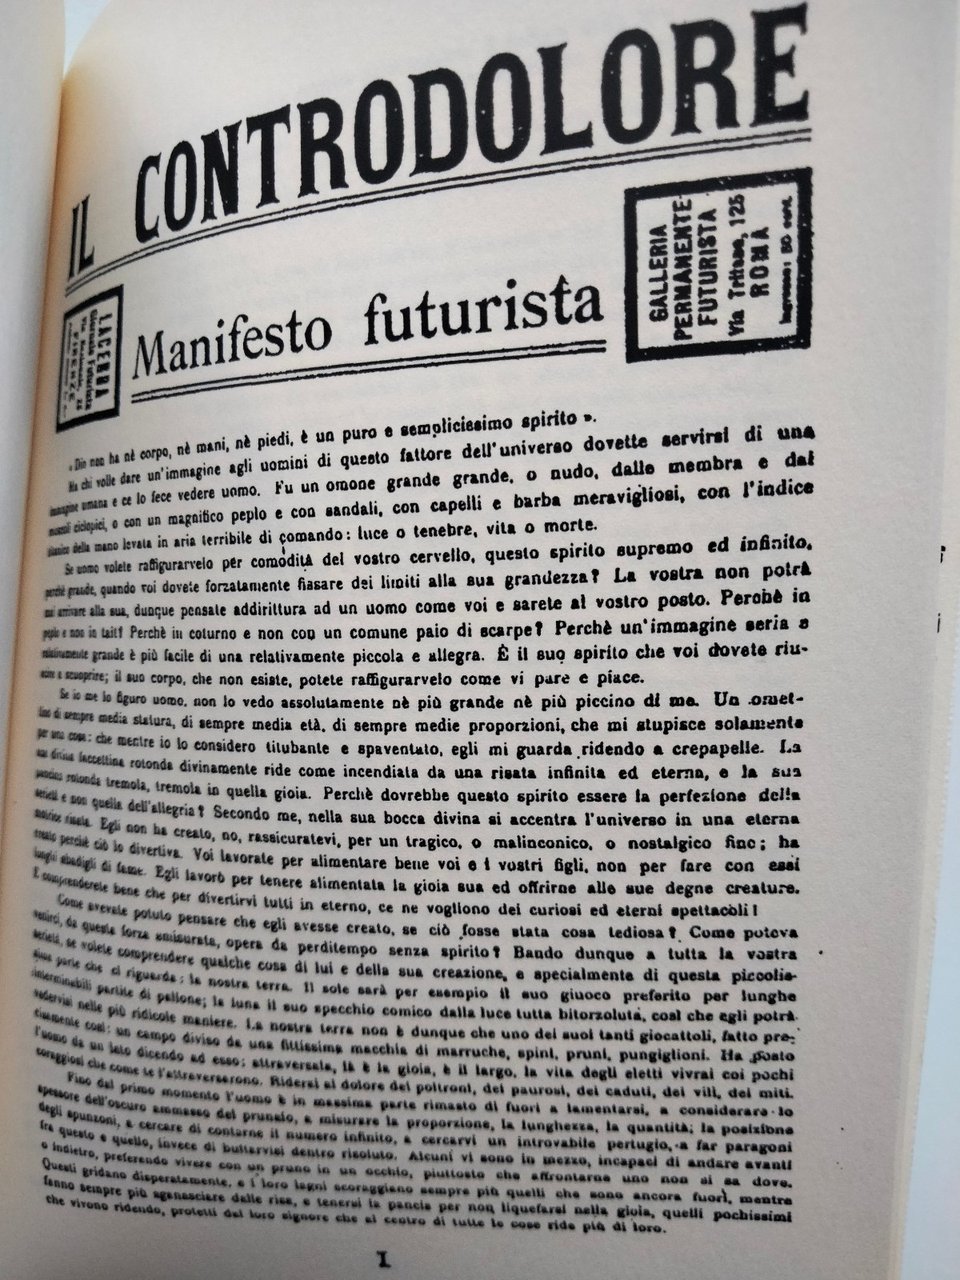 IL CONTRODOLORE
GALLERIA
PERMANENTE
FUTURISTA
Via Tritone, 125
ROMA
Ingresso: 50 cent.
LACERBA
Giornale Futurista
Via Nazionale, 25
FIRENZE
Manifesto futurista
« Dio non ha nè corpo, nè mani, nè piedi, è un puro e semplicissimo spirito ».
Ma chi volle dare un'immagine agli uomini di questo fattore dell'universo dovette servirsi di una
immagine umana e ce lo fece vedere uomo. Fu un omone grande grande, o nudo, dalle membra e dai
muscoli ciclopici, o con un magnifico peplo e con sandali, con capelli e barba meravigliosi, con l'indice
titanico della mano levata in aria terribile di comando: luce o tenebre, vita o morte.
Se uomo volete raffigurarvelo per comodità del vostro cervello, questo spirito supremo ed infinito,
perchè grande, quando voi dovete forzatamente fissare dei limiti alla sua grandezza? La vostra non potrà
mai arrivare alla sua, dunque pensate addirittura ad un uomo come voi e sarete al vostro posto. Perchè in
peplo e non in tait? Perchè in coturno e non con un comune paio di scarpe? Perchè un'immagine seria e
relativamente grande è più facile di una relativamente piccola e allegra. È il suo spirito che voi dovete riu-
scire a scuoprire; il suo corpo, che non esiste, potete raffigurarvelo come vi pare e piace.
Se io me lo figuro uomo, non lo vedo assolutamente nè più grande nè più piccino di me. Un omet-
tino di sempre media statura, di sempre media età, di sempre medie proporzioni, che mi stupisce solamente
per una cosa: che mentre io lo considero titubante e spaventato, egli mi guarda ridendo a crepapelle. La
sua divina faccettina rotonda divinamente ride come incendiata da una risata infinita ed eterna, e la sua
pancina rotonda tremola, tremola in quella gioia. Perchè dovrebbe questo spirito essere la perfezione della
serietà e non quella dell'allegria? Secondo me, nella sua bocca divina si accentra l'universo in una eterna
motrice risata. Egli non ha creato, no, rassicuratevi, per un tragico, o malinconico, o nostalgico fine; ha
creato perchè ciò lo divertiva. Voi lavorate per alimentare bene voi e i vostri figli, non per fare con essi
lunghi sbadigli di fame. Egli lavorò per tenere alimentata la gioia sua ed offrirne alle sue degne creature.
E comprenderete bene che per divertirvi tutti in eterno, ce ne vogliono dei curiosi ed eterni spettacoli!
Come avevate potuto pensare che egli avesse creato, se ciò fosse stata cosa tediosa? Come poteva
venirci, da questa forza smisurata, opera da perditempo senza spirito? Bando dunque a tutta la vostra
serietà, se volete comprendere qualche cosa di lui e della sua creazione, e specialmente di questa piccolis-
sima parte che ci riguarda: la nostra terra. Il sole sarà per esempio il suo giuoco preferito per lunghe
interminabili partite di pallone; la luna il suo specchio comico dalla luce tutta bitorzoluta, così che egli potrà
vedervisi nelle più ridicole maniere. La nostra terra non è dunque che uno dei suoi tanti giocattoli, fatto pre-
cisamente così: un campo diviso da una fittissima macchia di marruche, spini, pruni, pungiglioni. Ha posto
l'uomo da un lato dicendo ad esso: attraversala, là è la gioia, è il largo, la vita degli eletti vivrai coi pochi
coraggiosi che come te l'attraverserono. Riderai al dolore dei poltroni, dei paurosi, dei caduti, dei vili, dei miti.
Fino dal primo momento l'uomo è in massima parte rimasto di fuori a lamentarsi, a considerare lo
spessore dell'oscuro ammasso del prunaio, a misurare la proporzione, la lunghezza, la quantità; la posizione
degli spunzoni, a cercare di contarne il numero infinito, a cercarvi un introvabile pertugio, a far paragoni
fra questo e quello, invece di buttarvisi dentro risoluto. Alcuni vi sono in mezzo, incapaci di andare avanti
o indietro, preferendo vivere con un pruno in un occhio, piuttosto che affrontarne uno non si sa dove.
Questi gridano disperatamente, e i loro lagni scoraggiano sempre più quelli che sono ancora fuori, mentre
fanno sempre più sganasciare dalle risa, e tenersi la pancia per non liquefarsi nella gioia, quelli pochissimi
che vivono ridendo, protetti dal loro signore che al centro di tutte le cose ride più di loro.
1